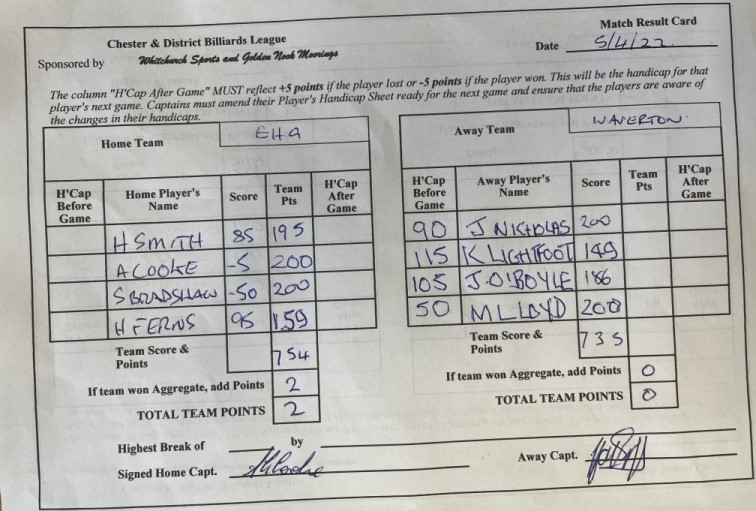 Match Result Card
Chester & District Billiards League
Date 5/4/22
Sponsored by Whitchurch Sports and Golden Nook Moorings
The column "H'Cap After Game" MUST reflect +5 points if the player lost or -5 points if the player won. This will be the handicap for that
player's next game. Captains must amend their Player's Handicap Sheet ready for the next game and ensure that the players are aware of
the changes in their handicaps.
Home Team EHG Away Team WAVERTON
H'Cap Before Game Home Player's Name Score Team Pts H'Cap After Game H'Cap Before Game Away Player's Name Score Team Pts H'Cap After Game
H SMITH 85 195 90 J NICHOLAS 200
A COOKE -5 200 115 K LIGHTFOOT 149
S BRADSHAW -50 200 105 J.O'BOYLE 186
H FERNS 95 159 50 M LLOYD 200
Team Score & Points 754 Team Score & Points 735
If team won Aggregate, add Points 2 If team won Aggregate, add Points 0
TOTAL TEAM POINTS 2 TOTAL TEAM POINTS 0
Highest Break of by
Signed Home Capt. Away Capt.